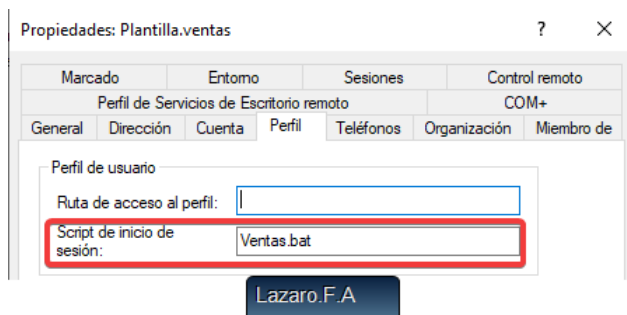 Propiedades: Plantilla.ventas ? ×
Marcado Entorno Sesiones Control remoto
Perfil de Servicios de Escritorio remoto COM+
General Dirección Cuenta Perfil Teléfonos Organización Miembro de
Perfil de usuario
Ruta de acceso al perfil:
Script de inicio de
sesión:
Ventas.bat
Lazaro.F.A